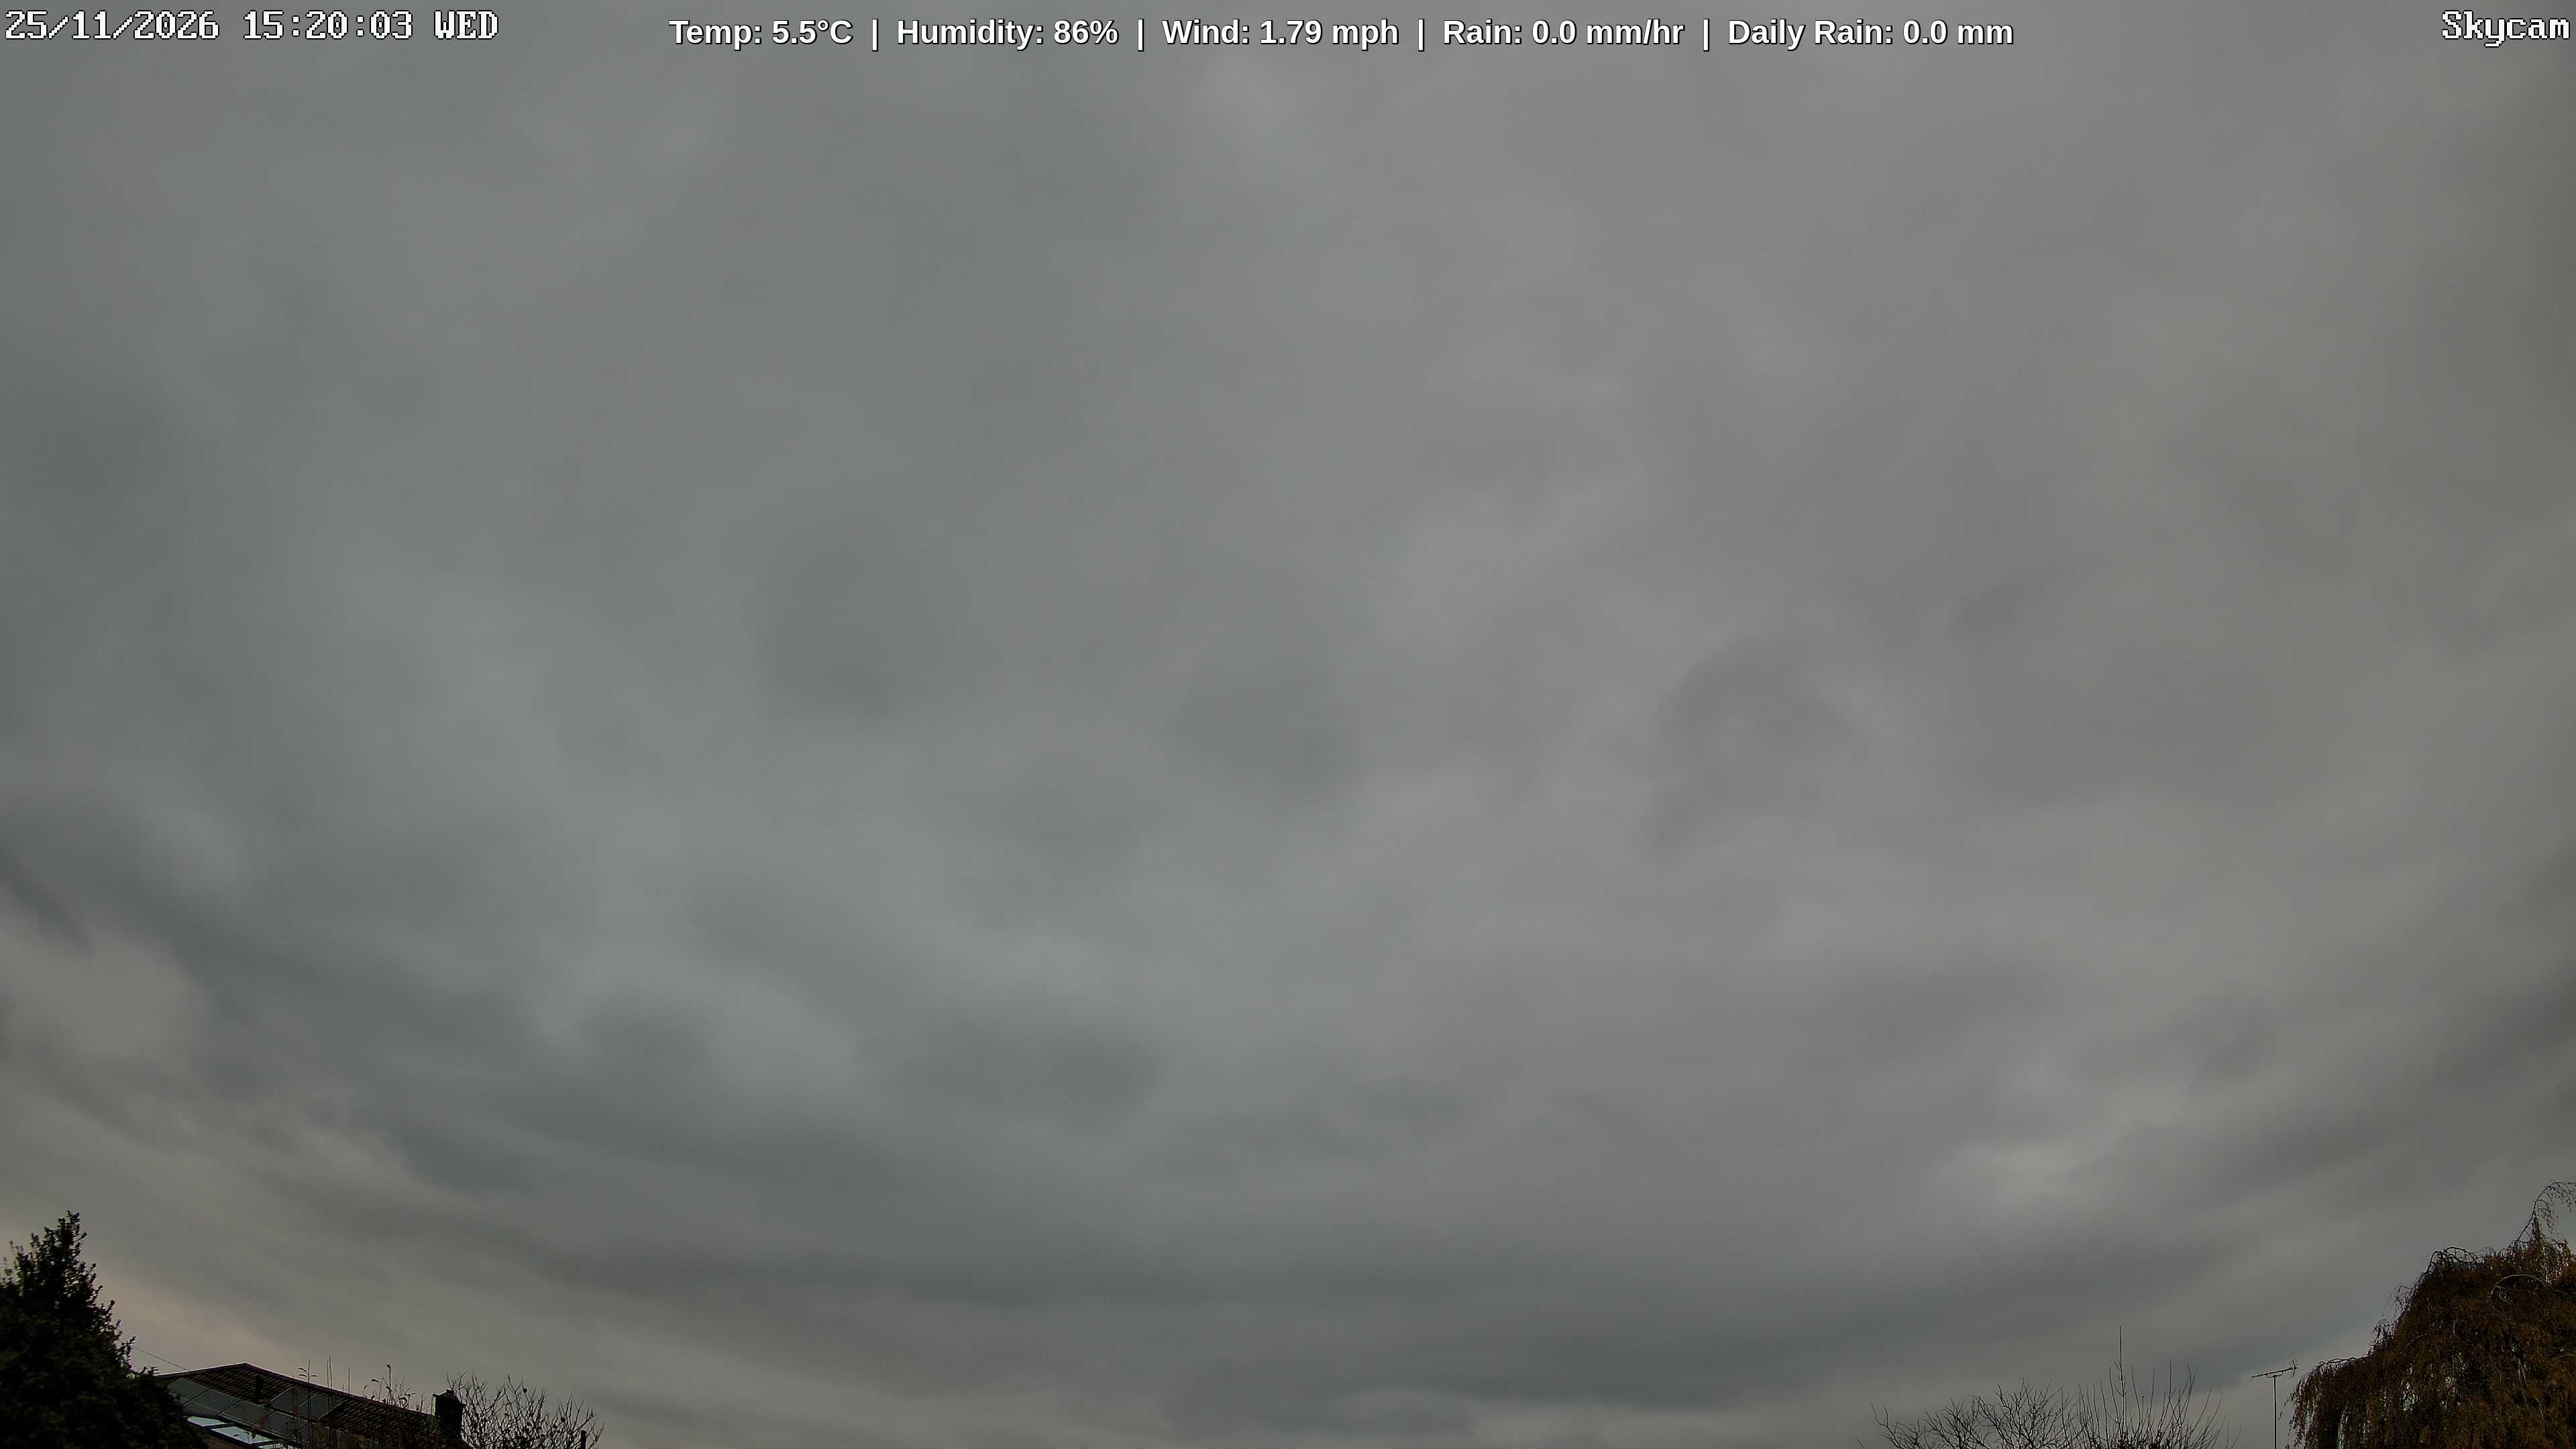 25/11/2026 15:20:03 WED
Temp: 5.5°C | Humidity: 86% | Wind: 1.79 mph | Rain: 0.0 mm/hr | Daily Rain: 0.0 mm
Skycam